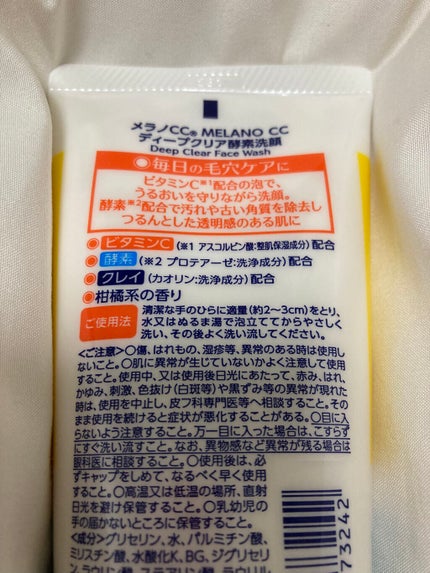 メラノCC® MELANO CC
ディープクリア酵素洗顔
Deep Clear Face Wash
●毎日の毛穴ケアに
ビタミンC※1配合の泡で、
うるおいを守りながら洗顔。
酵素※2配合で汚れや古い角質を除去し
つるんとした透明感のある肌に
●ビタミンC(※1 アスコルビン酸:整肌保湿成分)配合
●酵素(※2 プロテアーゼ:洗浄成分)配合
●クレイ(カオリン:洗浄成分)配合
●柑橘系の香り
ご使用法
清潔な手のひらに適量(約2~3cm)をとり、
水又はぬるま湯で泡立ててからやさしく
洗い、その後よく洗い流してください。
<ご注意>○傷、はれもの、湿疹等、異常のある時は使用し
ないこと。○肌に異常が生じていないかよく注意して使用
すること。使用中、又は使用後日光にあたって、赤み、はれ、
かゆみ、刺激、色抜け(白斑等)や黒ずみ等の異常が現れた
時は、使用を中止し、皮フ科専門医等へ相談すること。その
まま使用を続けると症状が悪化することがある。○目に入
らないよう注意すること。万一目に入った場合は、こすらず
にすぐ洗い流すこと。なお、異物感など異常が残る場合は
眼科医に相談すること。○使用後は、必
ずキャップをしめて、なるべく早く使用
すること。○高温又は低温の場所、直射
日光を避け保管すること。○乳幼児の
手の届かないところに保管すること。
<成分>グリセリン、水、パルミチン酸、
ミリスチン酸、水酸化K、BG、ジグリセリ
ン、ラウリン酸、ステアリン酸、ラウリル
73242